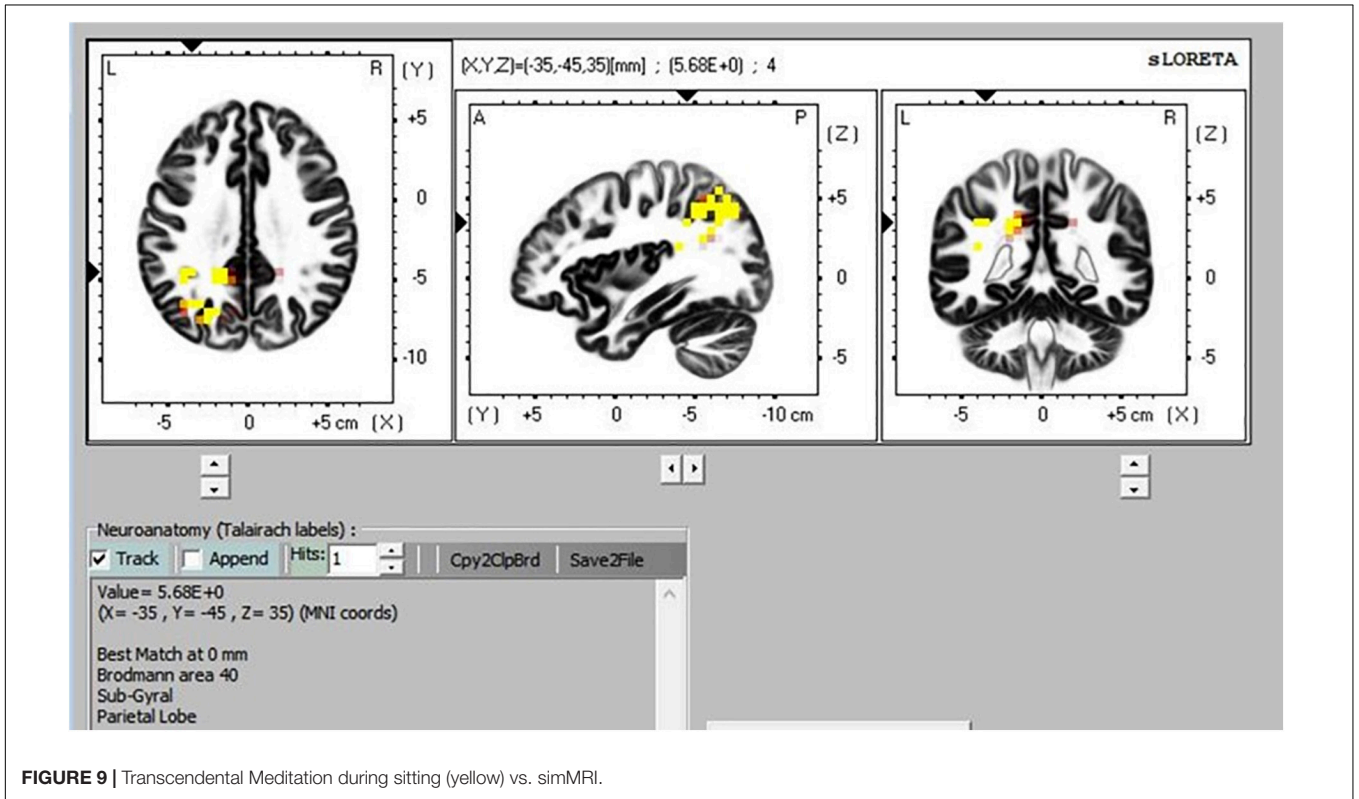 (X,Y,Z)=(-35,-45,35)[mm] ; (5.68E+0) ; 4
sLORETA
L R (Y)
+5
0
-5
-10
-5 0 +5 cm (X)
A P (Z)
+5
0
-5
(Y) +5 0 -5 -10 cm
L R (Z)
+5
0
-5
-5 0 +5 cm (X)
Neuroanatomy (Talairach labels) :
Track Append Hits: 1 Cpy2ClpBrd Save2File
Value= 5.68E+0
(X= -35 , Y= -45 , Z= 35) (MNI coords)
Best Match at 0 mm
Brodmann area 40
Sub-Gyral
Parietal Lobe
FIGURE 9 | Transcendental Meditation during sitting (yellow) vs. simMRI.